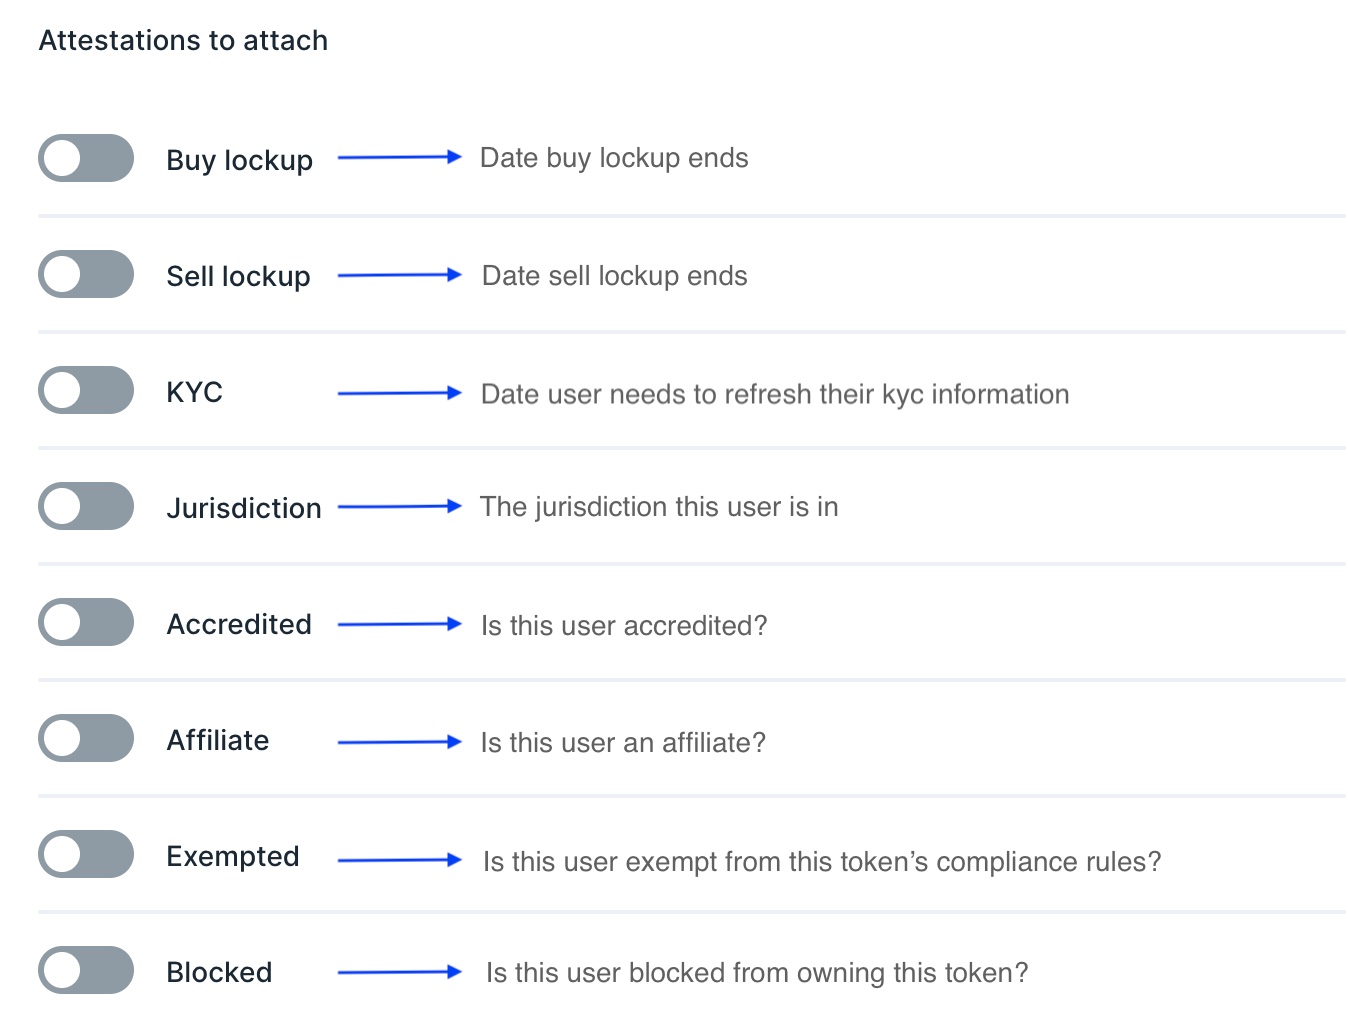 Attestations to attach
Buy lockup Date buy lockup ends
Sell lockup Date sell lockup ends
KYC Date user needs to refresh their kyc information
Jurisdiction The jurisdiction this user is in
Accredited Is this user accredited?
Affiliate Is this user an affiliate?
Exempted Is this user exempt from this token’s compliance rules?
Blocked Is this user blocked from owning this token?